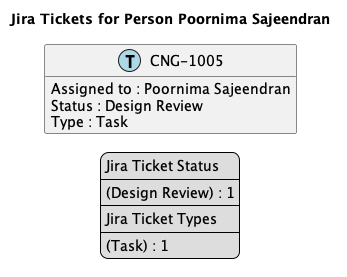 Jira Tickets for Person Poornima Sajeendran
T CNG-1005
Assigned to : Poornima Sajeendran
Status : Design Review
Type : Task
Jira Ticket Status
(Design Review) : 1
Jira Ticket Types
(Task) : 1